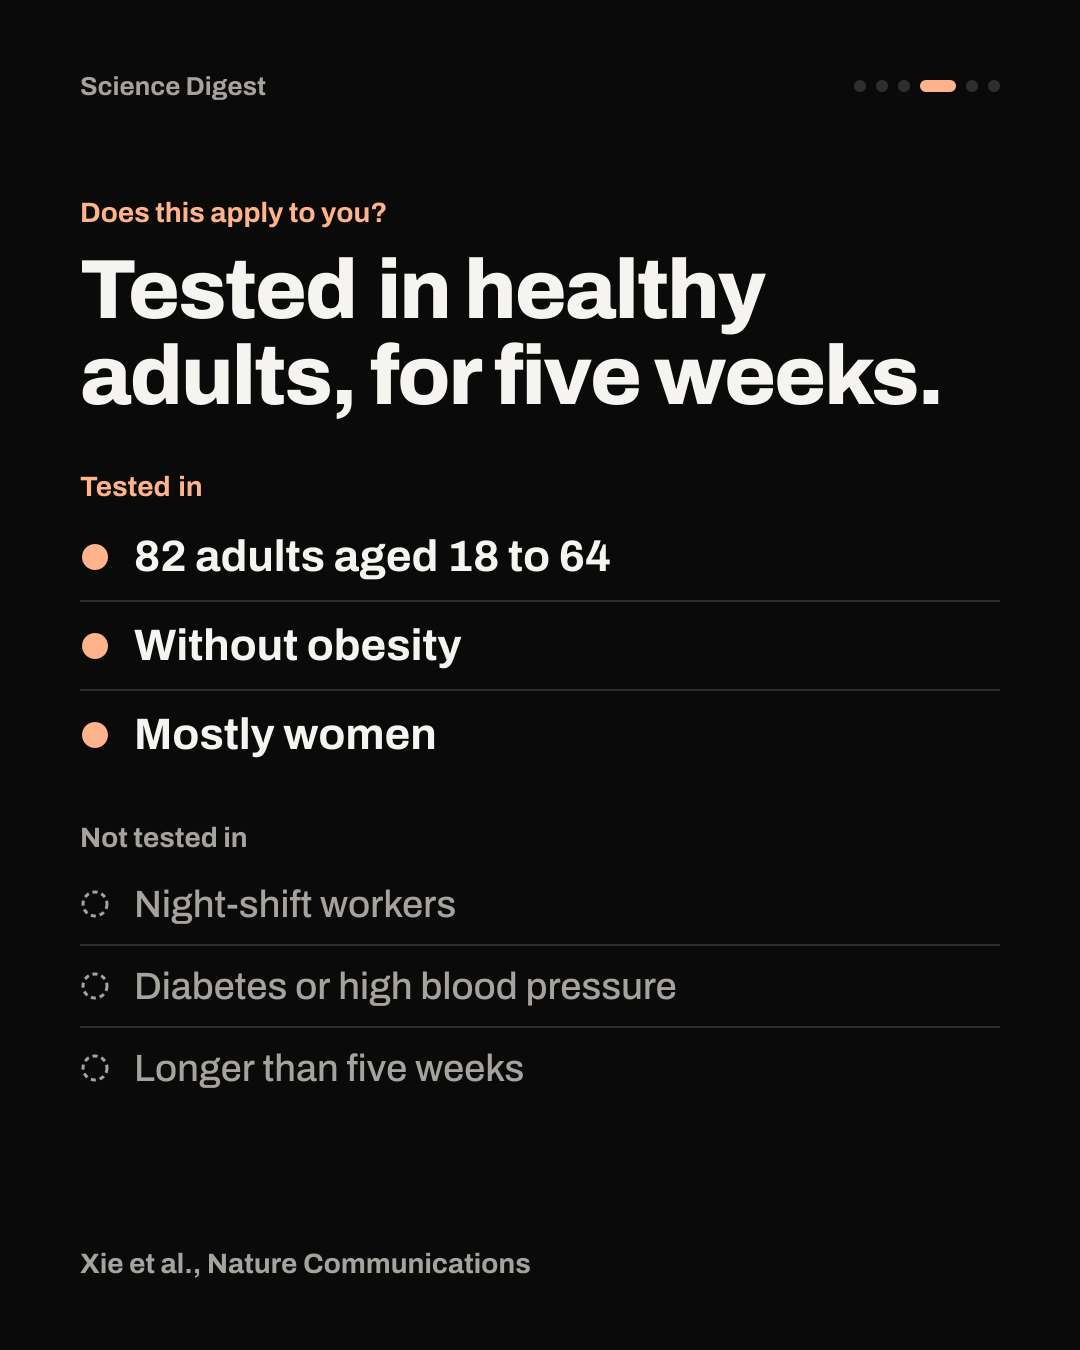 Science Digest
Does this apply to you?
Tested in healthy
adults, for five weeks.
Tested in
82 adults aged 18 to 64
Without obesity
Mostly women
Not tested in
Night-shift workers
Diabetes or high blood pressure
Longer than five weeks
Xie et al., Nature Communications